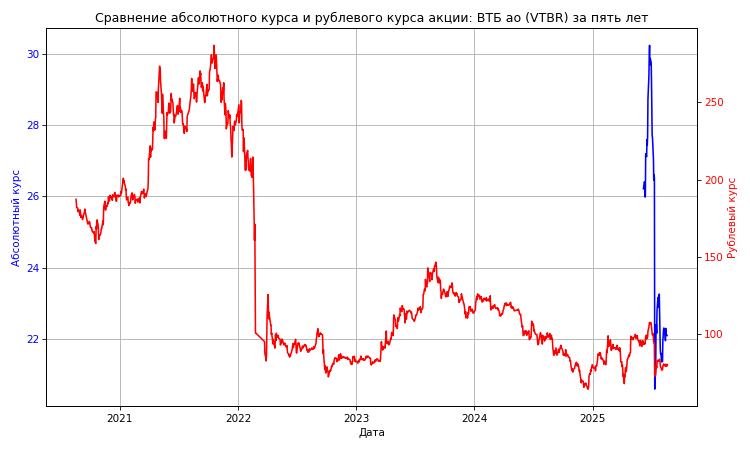 Сравнение абсолютного курса и рублевого курса акции: ВТБ ао (VTBR) за пять лет
30
28
26
24
22
Абсолютный курс
250
200
150
100
Рублевый курс
2021 2022 2023 2024 2025
Дата